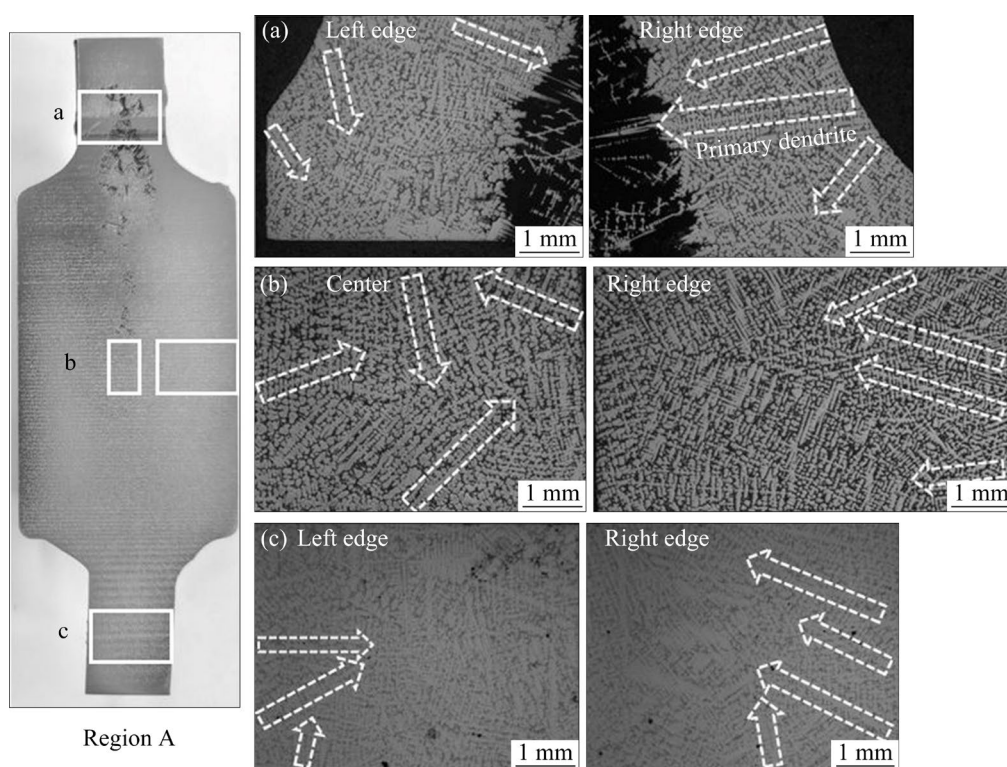 a
b
c
Region A
(a) Left edge
1 mm
Right edge
Primary dendrite
1 mm
(b) Center
1 mm
Right edge
1 mm
(c) Left edge
1 mm
Right edge
1 mm